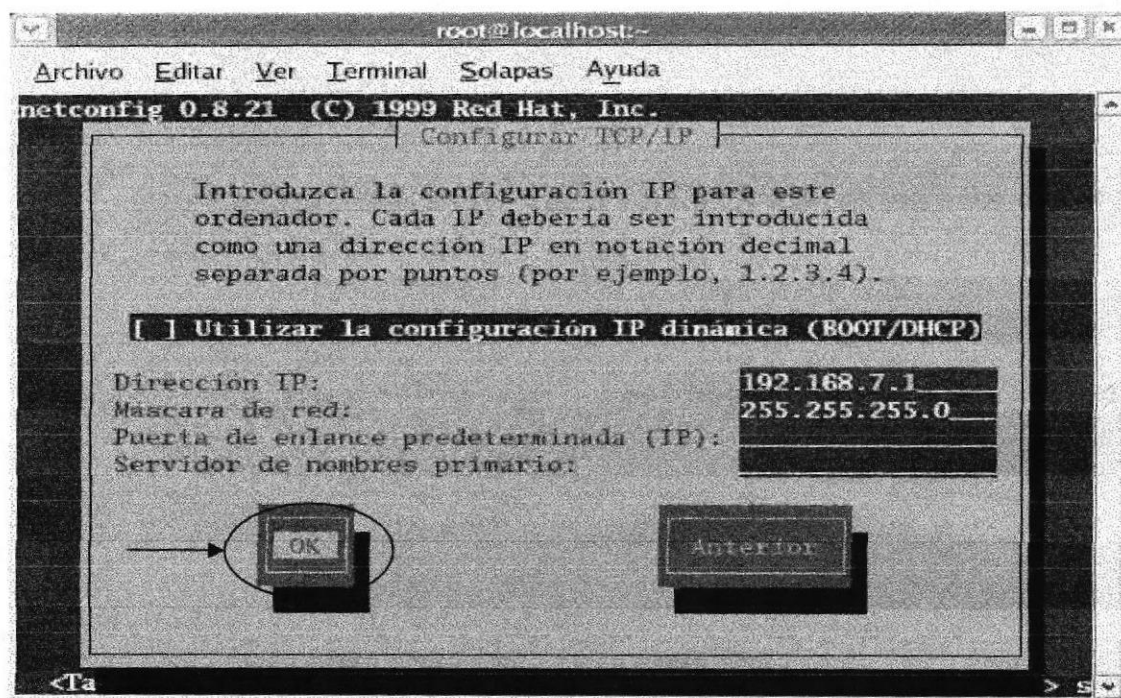 root@localhost:~
Archivo Editar Ver Terminal Solapas Ayuda
netconfig 0.8.21 (C) 1999 Red Hat, Inc.
Configurar TCP/IP
Introduzca la configuración IP para este
ordenador. Cada IP debería ser introducida
como una dirección IP en notación decimal
separada por puntos (por ejemplo, 1.2.3.4).
[ ] Utilizar la configuración IP dinámica (BOOT/DHCP)
Dirección IP: 192.168.7.1
Máscara de red: 255.255.255.0
Puerta de enlance predeterminada (IP):
Servidor de nombres primario:
OK Anterior
<Ta > s